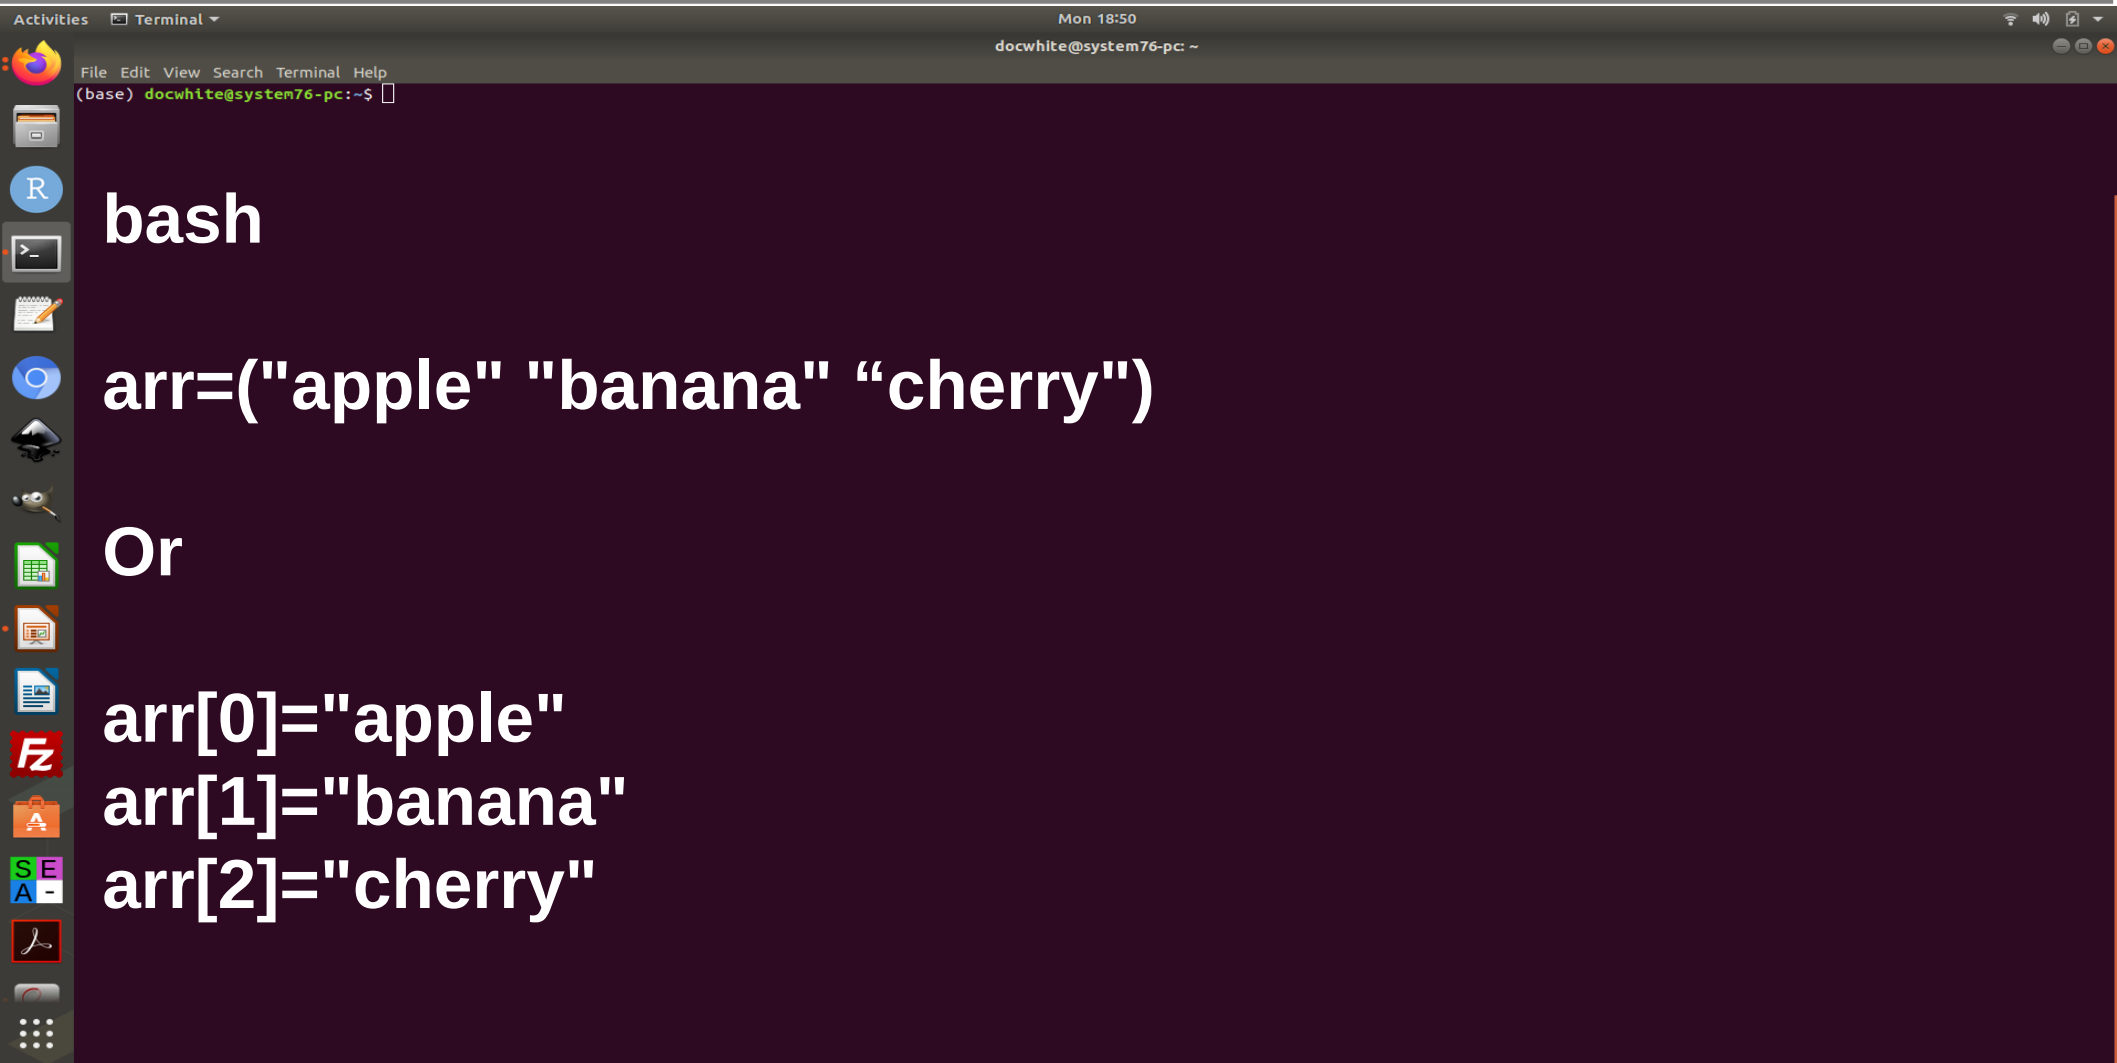 Activities Terminal Mon 18:50
docwhite@system76-pc: ~
File Edit View Search Terminal Help
(base) docwhite@system76-pc:~$
R
bash
>_
arr=("apple" "banana" “cherry")
Or
arr[0]="apple"
Fz
arr[1]="banana"
A
S E
A -
arr[2]="cherry"